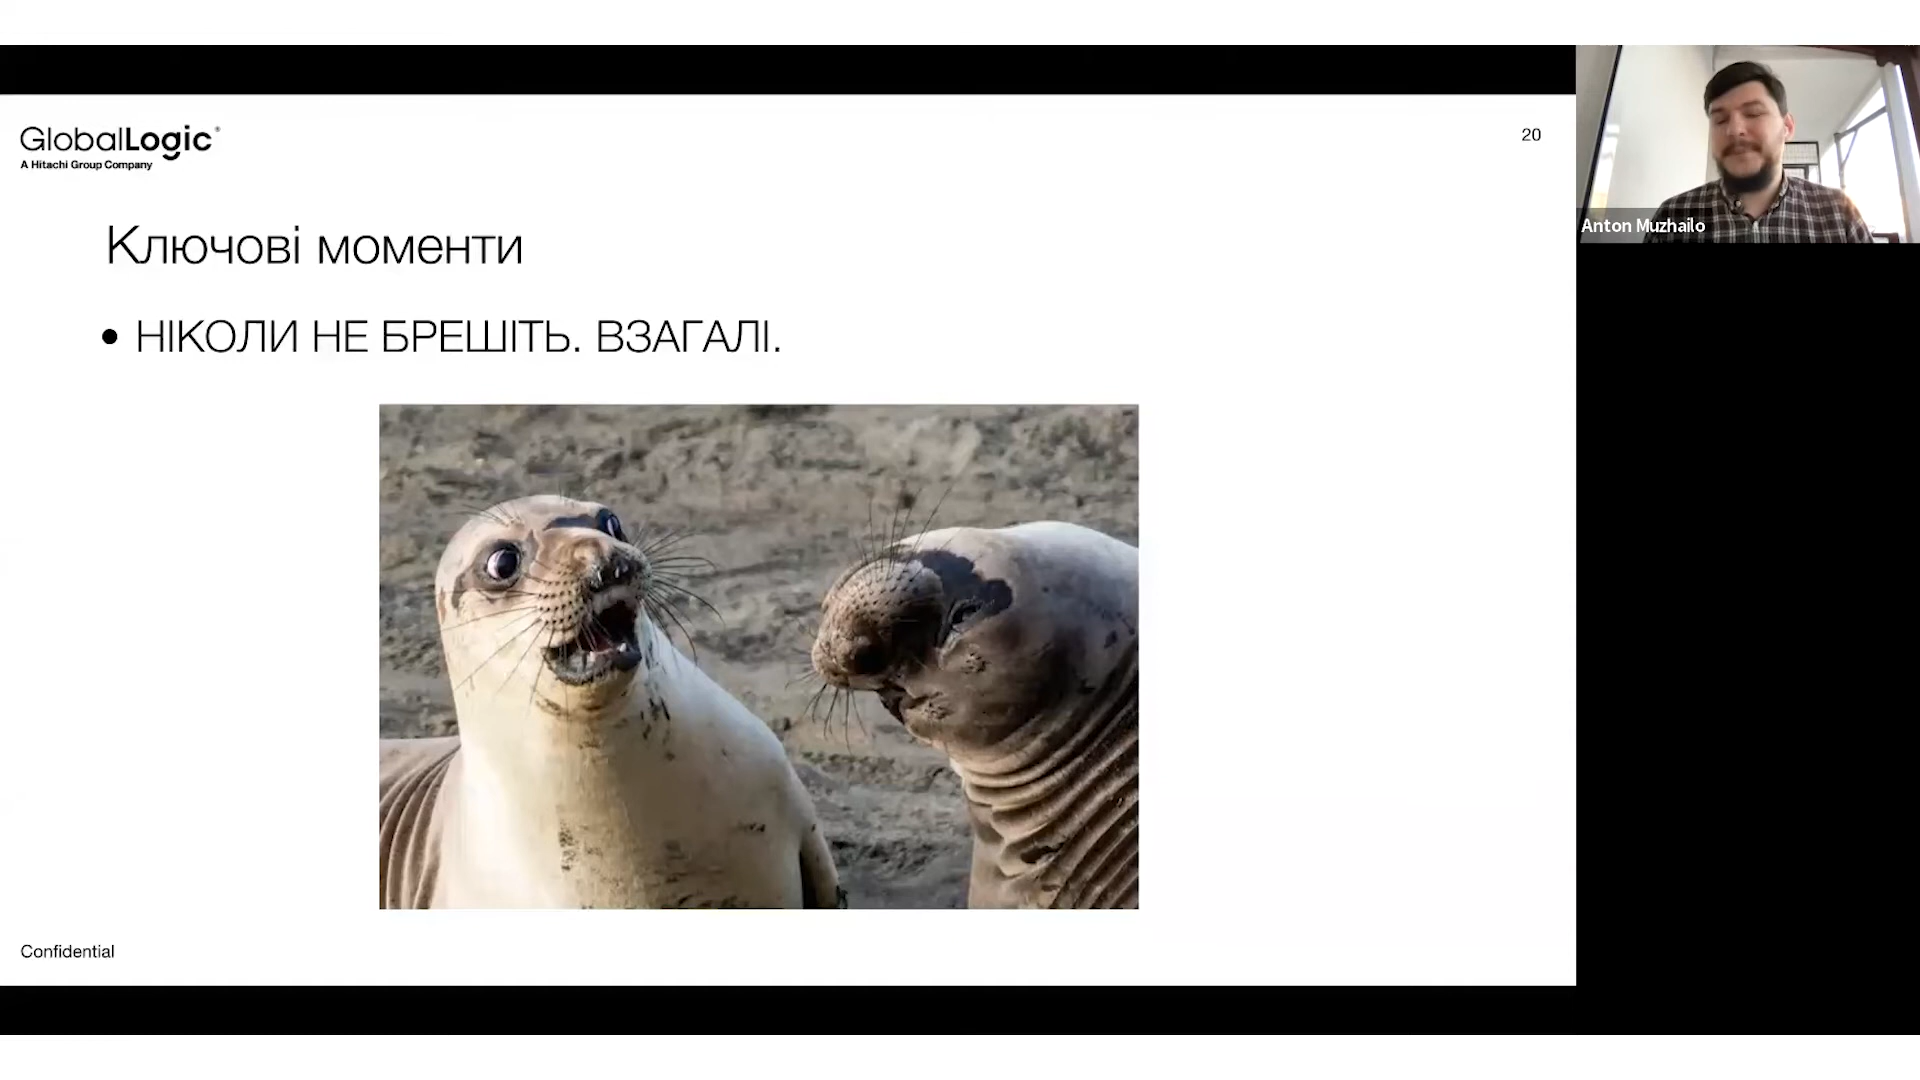 GlobalLogic®
A Hitachi Group Company
20
Anton Muzhailo
Ключові моменти
• НІКОЛИ НЕ БРЕШІТЬ. ВЗАГАЛІ.
Confidential